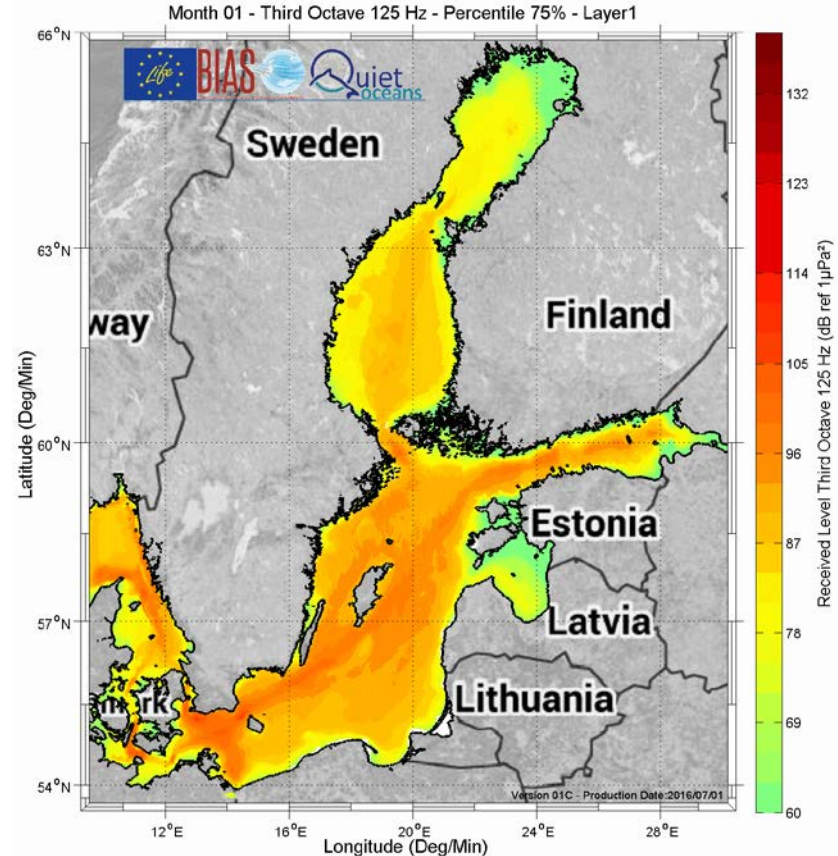 Month 01 - Third Octave 125 Hz - Percentile 75% - Layer1
66°N
63°N
60°N
57°N
54°N
Latitude (Deg/Min)
Life
BIAS
Quiet
oceans
Sweden
way
Finland
Estonia
Latvia
Lithuania
mark
Version 01C - Production Date:2016/07/01
12°E 16°E 20°E 24°E 28°E
Longitude (Deg/Min)
132
123
114
105
96
87
78
69
60
Received Level Third Octave 125 Hz (dB ref 1µPa²)